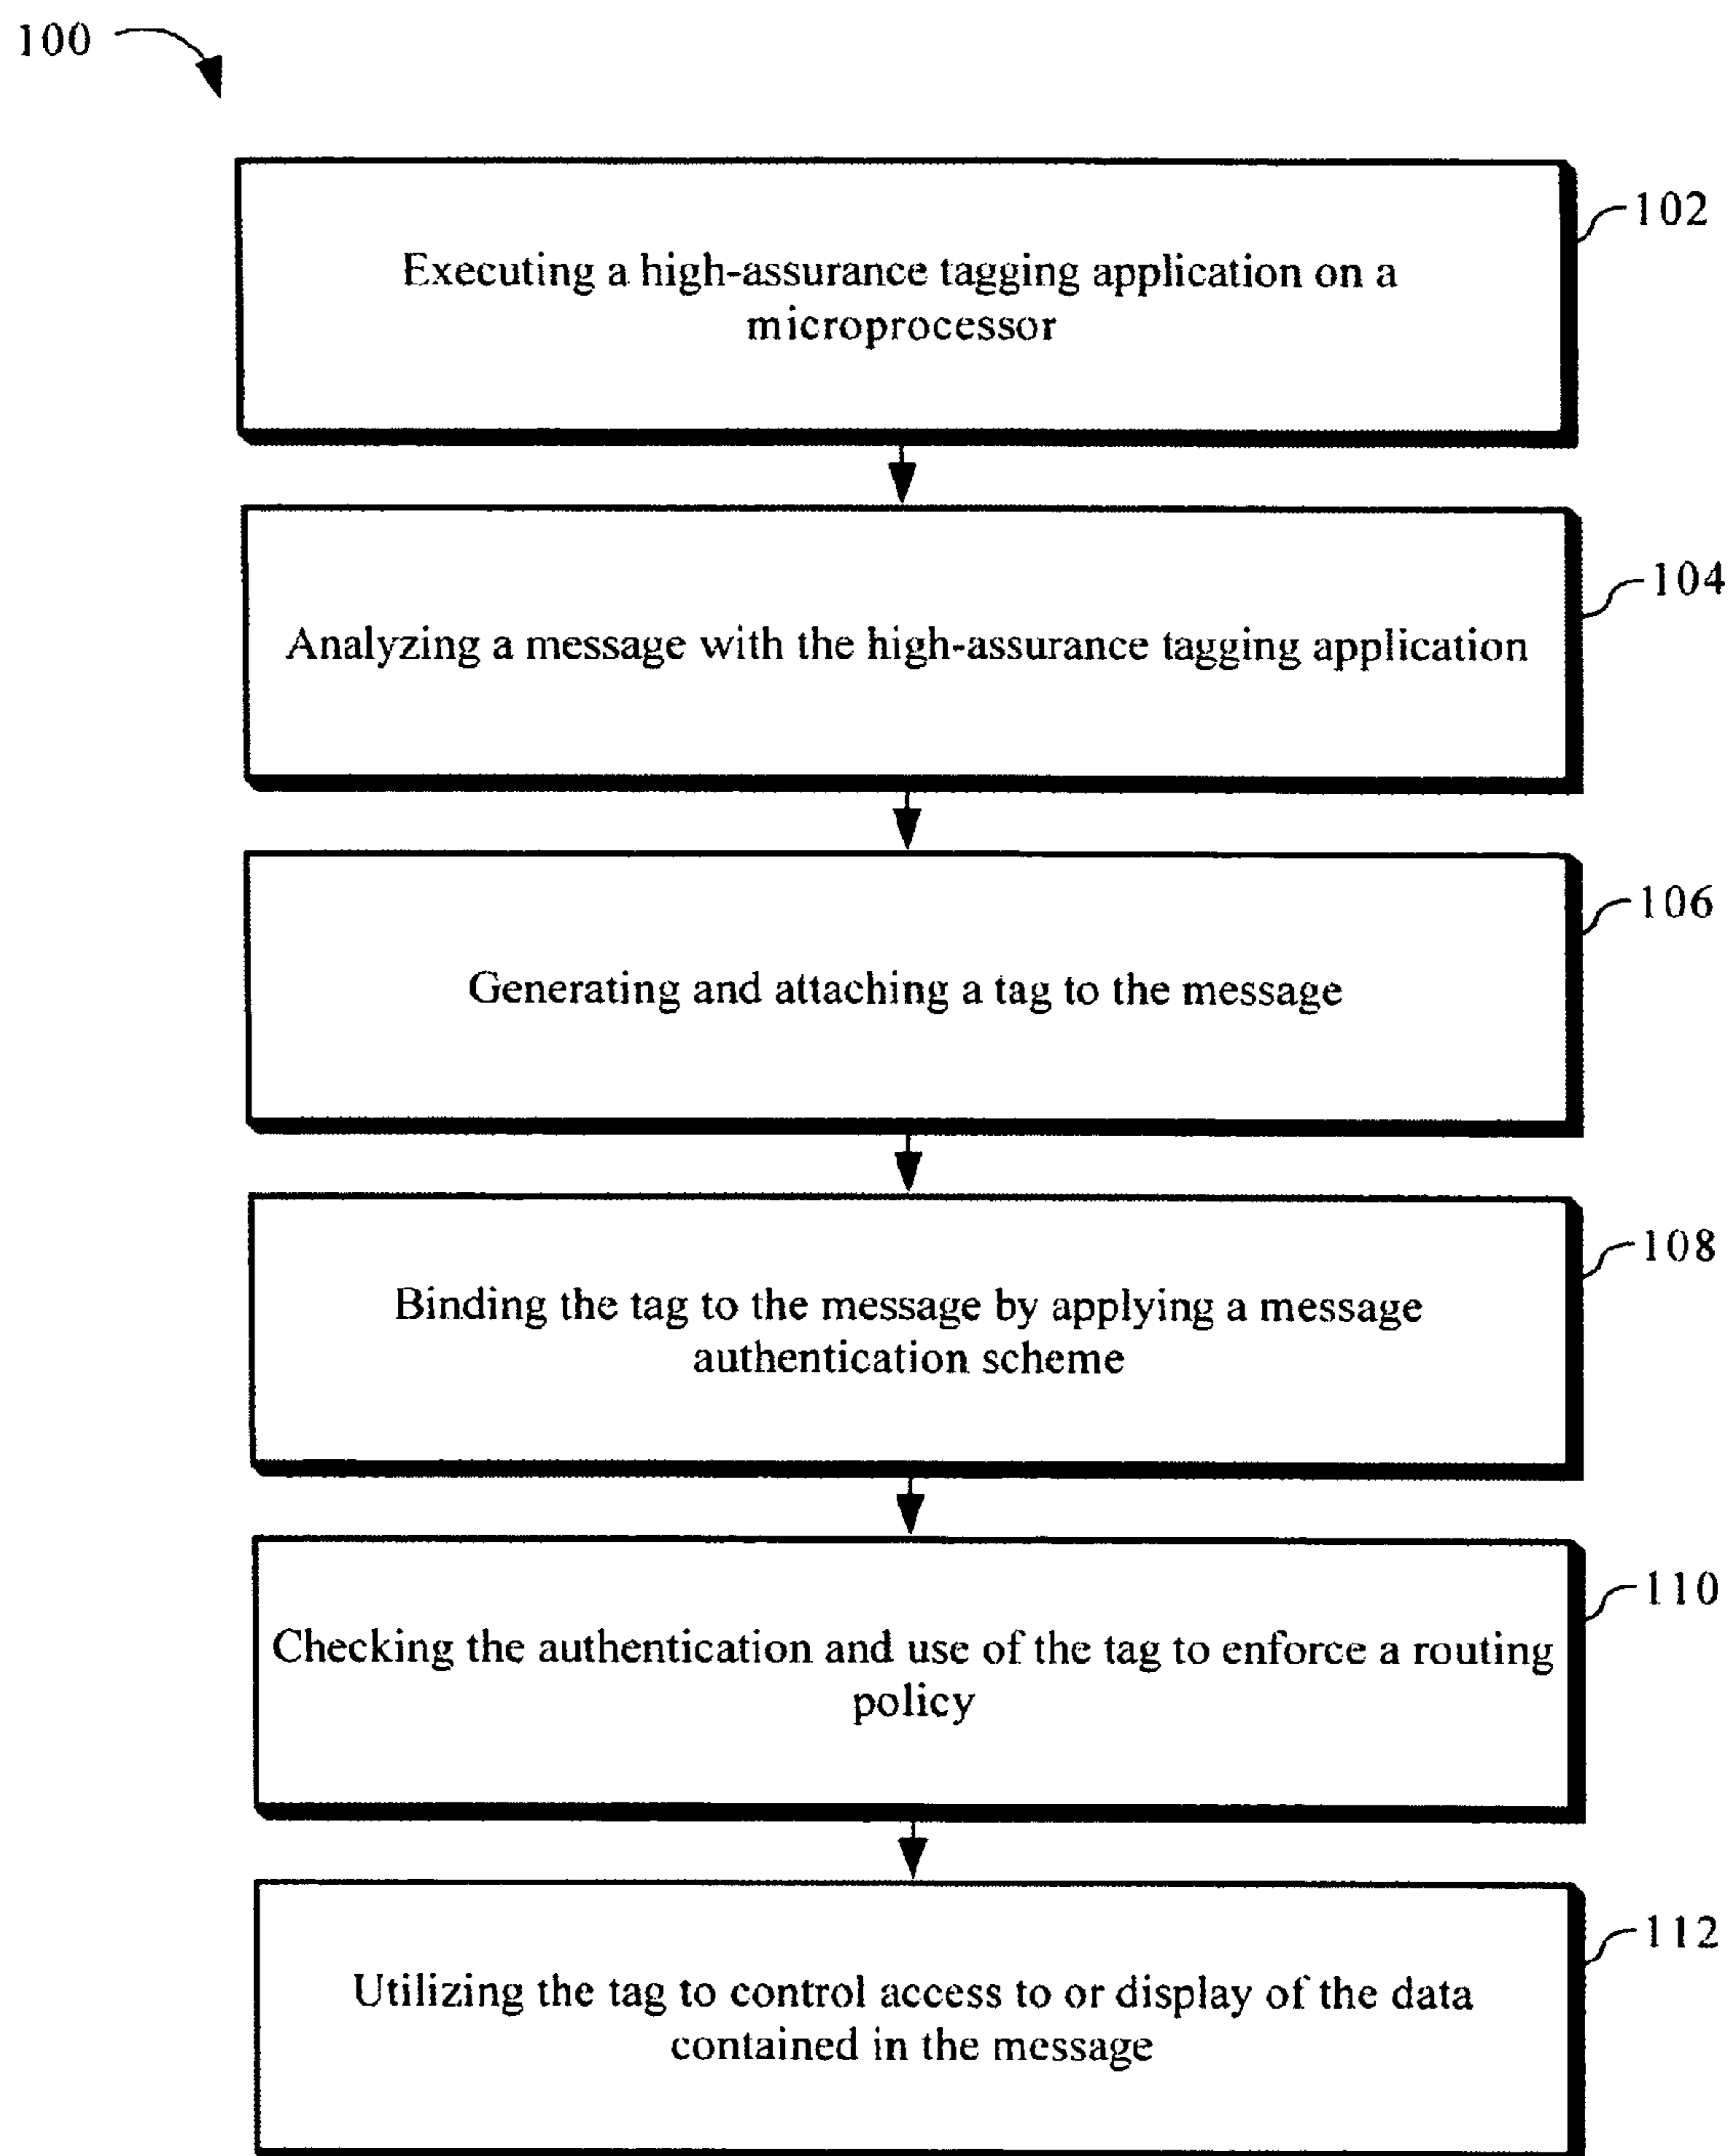 100
102
Executing a high-assurance tagging application on a
microprocessor
104
Analyzing a message with the high-assurance tagging application
106
Generating and attaching a tag to the message
108
Binding the tag to the message by applying a message
authentication scheme
110
Checking the authentication and use of the tag to enforce a routing
policy
112
Utilizing the tag to control access to or display of the data
contained in the message